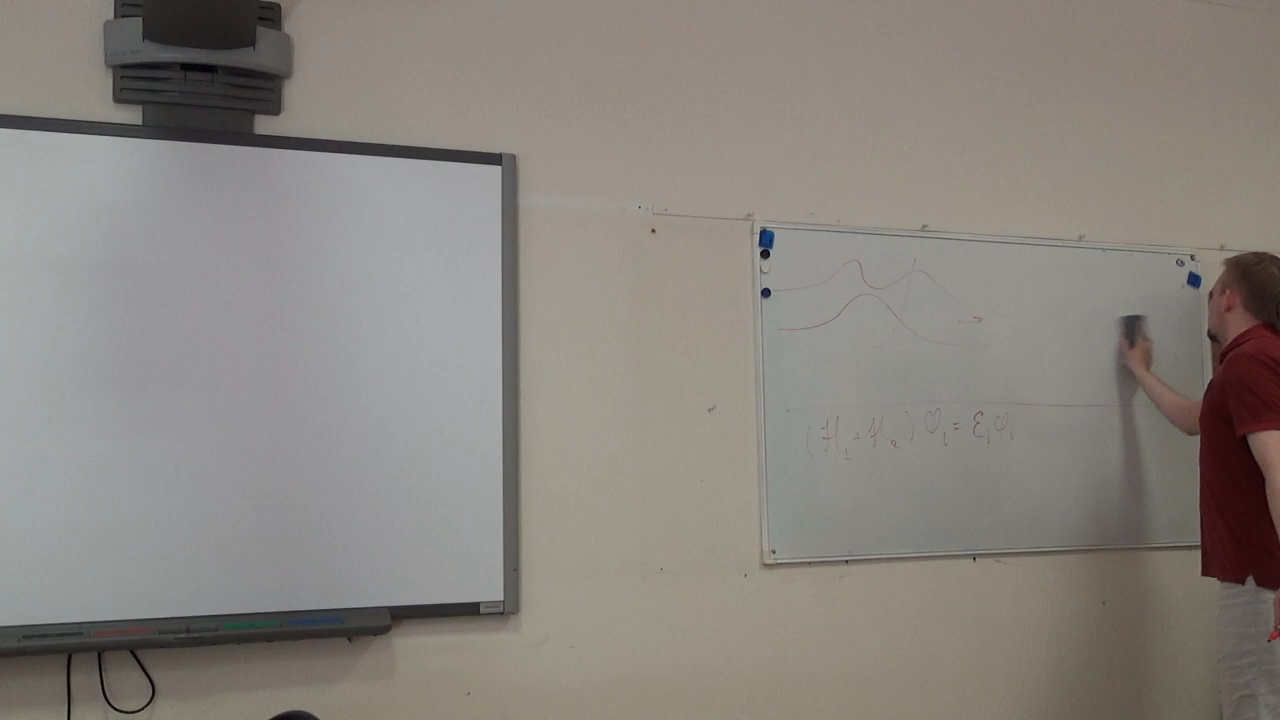 (H₁ + H₂) φᵢ = εᵢ φᵢ